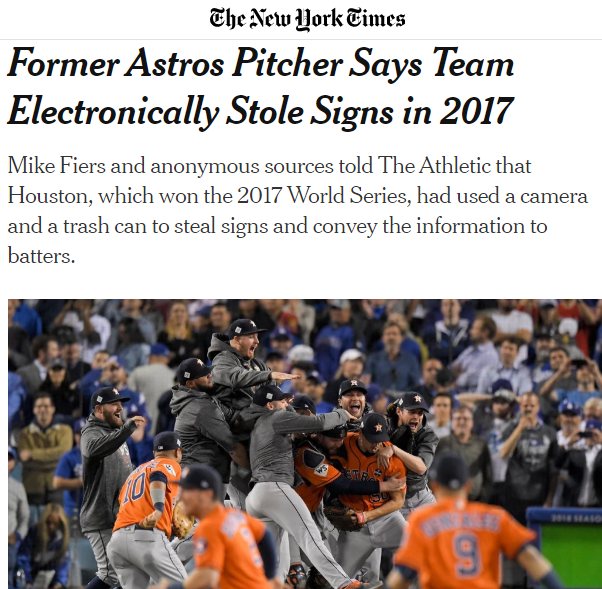 The New York Times
Former Astros Pitcher Says Team
Electronically Stole Signs in 2017
Mike Fiers and anonymous sources told The Athletic that
Houston, which won the 2017 World Series, had used a camera
and a trash can to steal signs and convey the information to
batters.
10
9
2018 SEASO